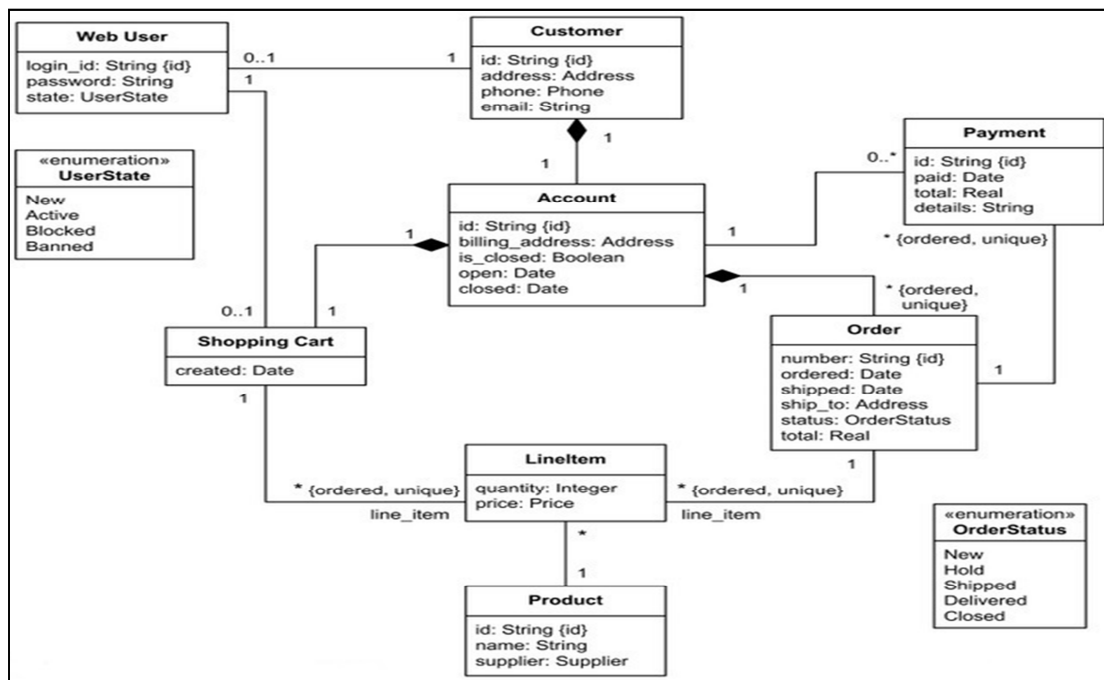 Web User
login_id: String {id}
password: String
state: UserState
0..1
1
1
Customer
id: String {id}
address: Address
phone: Phone
email: String
1
1
«enumeration»
UserState
New
Active
Blocked
Banned
Payment
id: String {id}
paid: Date
total: Real
details: String
0..*
1
* {ordered, unique}
Account
id: String {id}
billing_address: Address
is_closed: Boolean
open: Date
closed: Date
1
1
0..1
1
* {ordered,
unique}
Shopping Cart
created: Date
1
Order
number: String {id}
ordered: Date
shipped: Date
ship_to: Address
status: OrderStatus
total: Real
1
1
LineItem
quantity: Integer
price: Price
* {ordered, unique}
line_item
* {ordered, unique}
line_item
*
1
Product
id: String {id}
name: String
supplier: Supplier
«enumeration»
OrderStatus
New
Hold
Shipped
Delivered
Closed